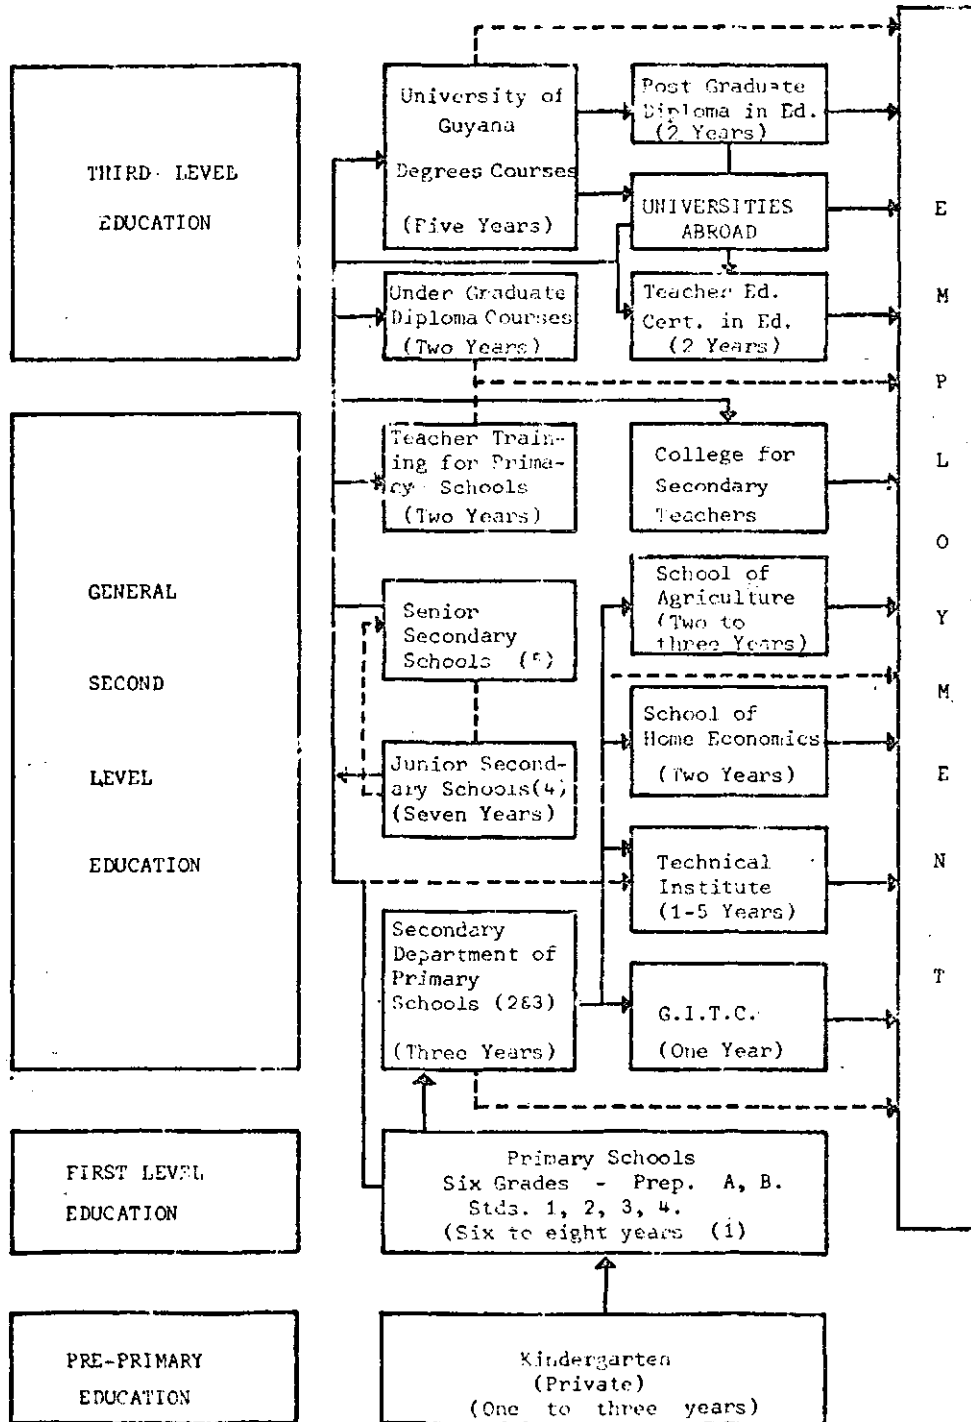 THIRD LEVEL
EDUCATION
University of
Guyana
Degrees Courses
(Five Years)
Post Graduate
Diploma in Ed.
(2 Years)
UNIVERSITIES
ABROAD
Under Graduate
Diploma Courses
(Two Years)
Teacher Ed.
Cert. in Ed.
(2 Years)
GENERAL
SECOND
LEVEL
EDUCATION
Teacher Train-
ing for Prima-
ry Schools
(Two Years)
College for
Secondary
Teachers
Senior
Secondary
Schools (5)
School of
Agriculture
(Two to
three Years)
Junior Second-
ary Schools(4)
(Seven Years)
School of
Home Economics
(Two Years)
Technical
Institute
(1-5 Years)
Secondary
Department of
Primary
Schools (2&3)
(Three Years)
G.I.T.C.
(One Year)
FIRST LEVEL
EDUCATION
Primary Schools
Six Grades - Prep. A, B.
Stds. 1, 2, 3, 4.
(Six to eight years (1)
PRE-PRIMARY
EDUCATION
Kindergarten
(Private)
(One to three years)
E
M
P
L
O
Y
M
E
N
T